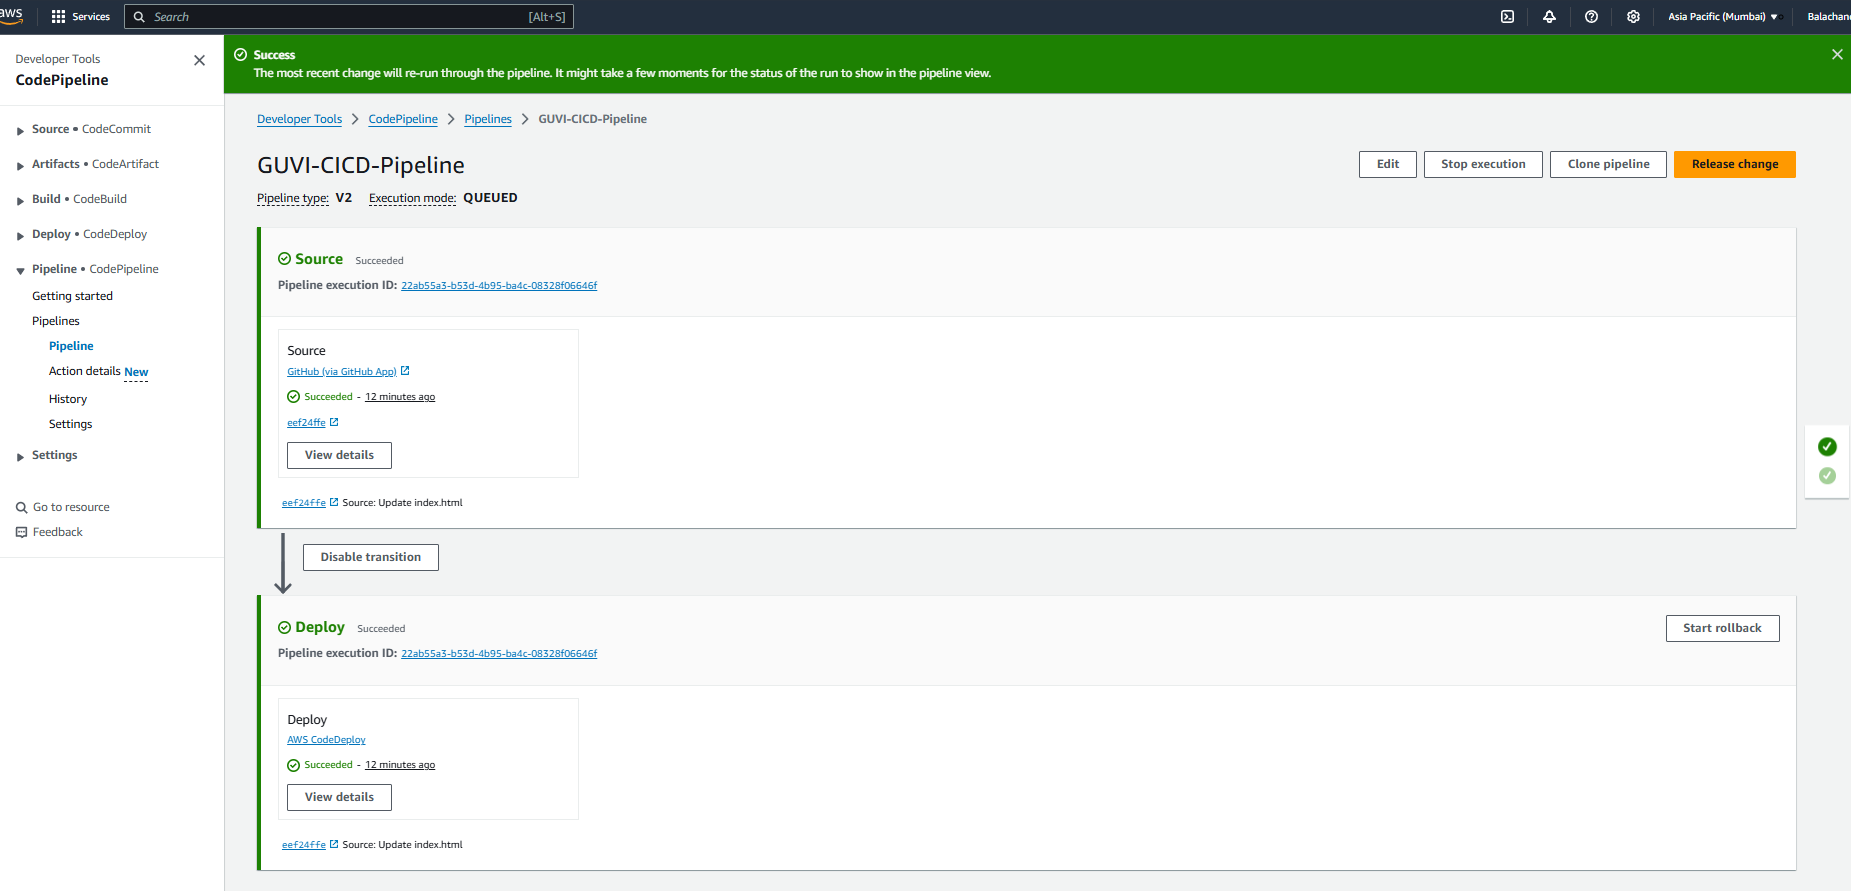 aws
Services
Search
[Alt+S]
Asia Pacific (Mumbai)
Developer Tools
CodePipeline
Source • CodeCommit
Artifacts • CodeArtifact
Build • CodeBuild
Deploy • CodeDeploy
Pipeline • CodePipeline
Getting started
Pipelines
Pipeline
Action details New
History
Settings
Settings
Go to resource
Feedback
Success
The most recent change will re-run through the pipeline. It might take a few moments for the status of the run to show in the pipeline view.
Developer Tools
CodePipeline
Pipelines
GUVI-CICD-Pipeline
GUVI-CICD-Pipeline
Edit
Stop execution
Clone pipeline
Release change
Pipeline type: V2 Execution mode: QUEUED
Source Succeeded
Pipeline execution ID: 22ab55a3-b53d-4b95-ba4c-08328f06646f
Source
GitHub (via GitHub App)
Succeeded - 12 minutes ago
eef24ffe
View details
eef24ffe Source: Update index.html
Disable transition
Deploy Succeeded
Start rollback
Pipeline execution ID: 22ab55a3-b53d-4b95-ba4c-08328f06646f
Deploy
AWS CodeDeploy
Succeeded - 12 minutes ago
View details
eef24ffe Source: Update index.html